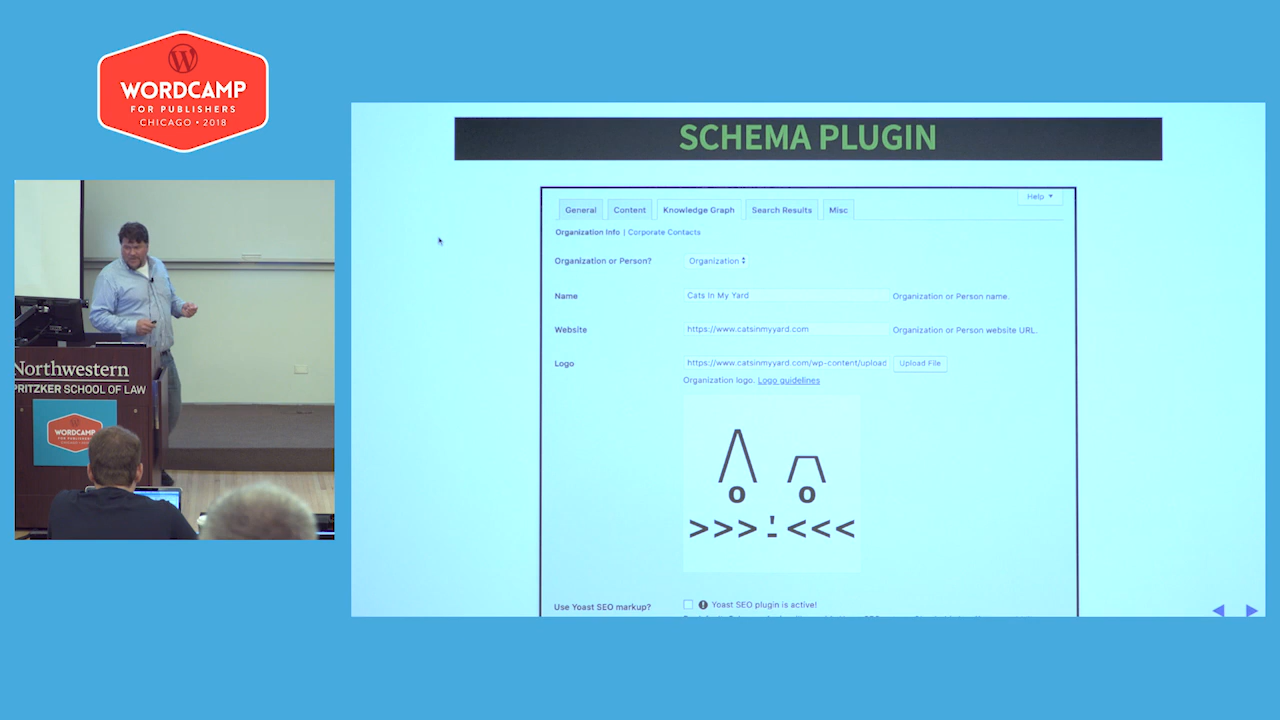 WORDCAMP
FOR PUBLISHERS
CHICAGO • 2018
Northwestern
PRITZKER SCHOOL OF LAW
WORDCAMP
FOR PUBLISHERS
SCHEMA PLUGIN
Help
General Content Knowledge Graph Search Results Misc
Organization Info | Corporate Contacts
Organization or Person? Organization
Name Cats In My Yard Organization or Person name.
Website https://www.catsinmyyard.com Organization or Person website URL.
Logo https://www.catsinmyyard.com/wp-content/upload Upload File
Organization logo. Logo guidelines
o o
>>>'_<<<
Use Yoast SEO markup? Yoast SEO plugin is active!